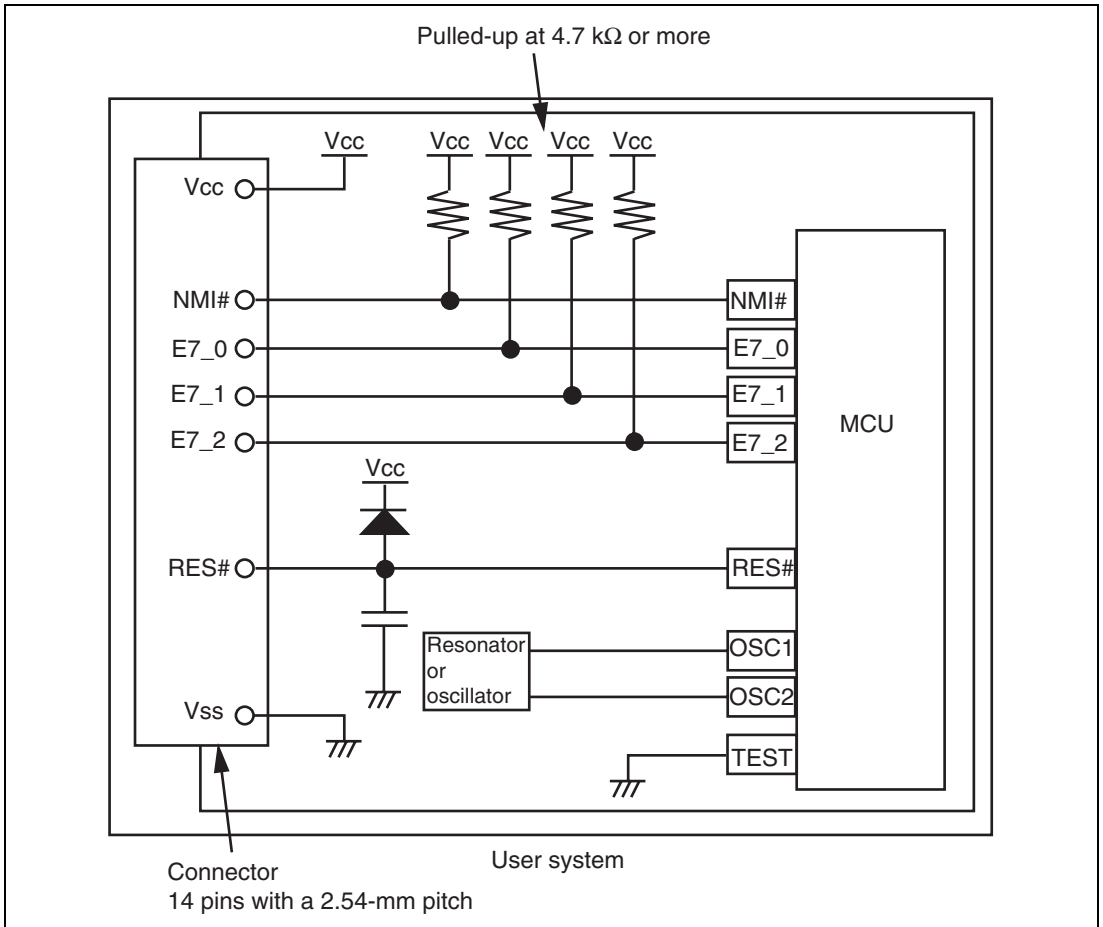 Pulled-up at 4.7 kΩ or more
Vcc
Vcc
Vcc
Vcc
Vcc
Vcc
NMI#
NMI#
E7_0
E7_0
E7_1
E7_1
MCU
E7_2
E7_2
Vcc
RES#
RES#
Resonator
or
oscillator
OSC1
OSC2
Vss
TEST
User system
Connector
14 pins with a 2.54-mm pitch